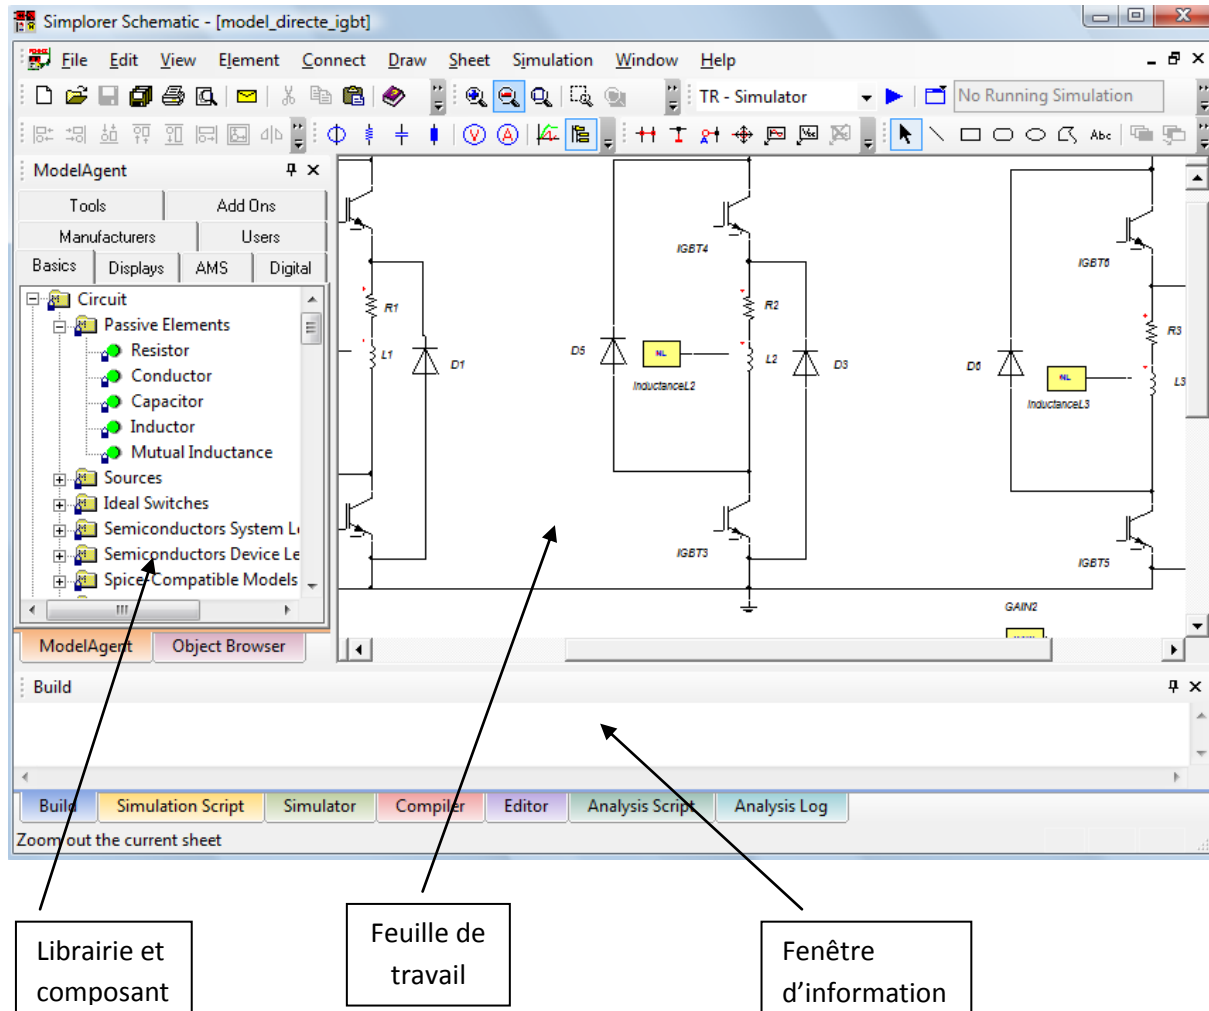 Simplorer Schematic - [model_directe_igbt]
File Edit View Element Connect Draw Sheet Simulation Window Help
TR - Simulator
No Running Simulation
Abc
ModelAgent
Tools Add Ons
Manufacturers Users
Basics Displays AMS Digital
Circuit
Passive Elements
Resistor
Conductor
Capacitor
Inductor
Mutual Inductance
Sources
Ideal Switches
Semiconductors System Le
Semiconductors Device Le
Spice-Compatible Models
ModelAgent Object Browser
R1
L1
D1
IGBT4
R2
D5
NL
InductanceL2
L2
D3
IGBT3
IGBT6
R3
D6
NL
InductanceL3
L3
IGBT5
GAIN2
Build
Build Simulation Script Simulator Compiler Editor Analysis Script Analysis Log
Zoom out the current sheet
Librairie et
composant
Feuille de
travail
Fenêtre
d’information